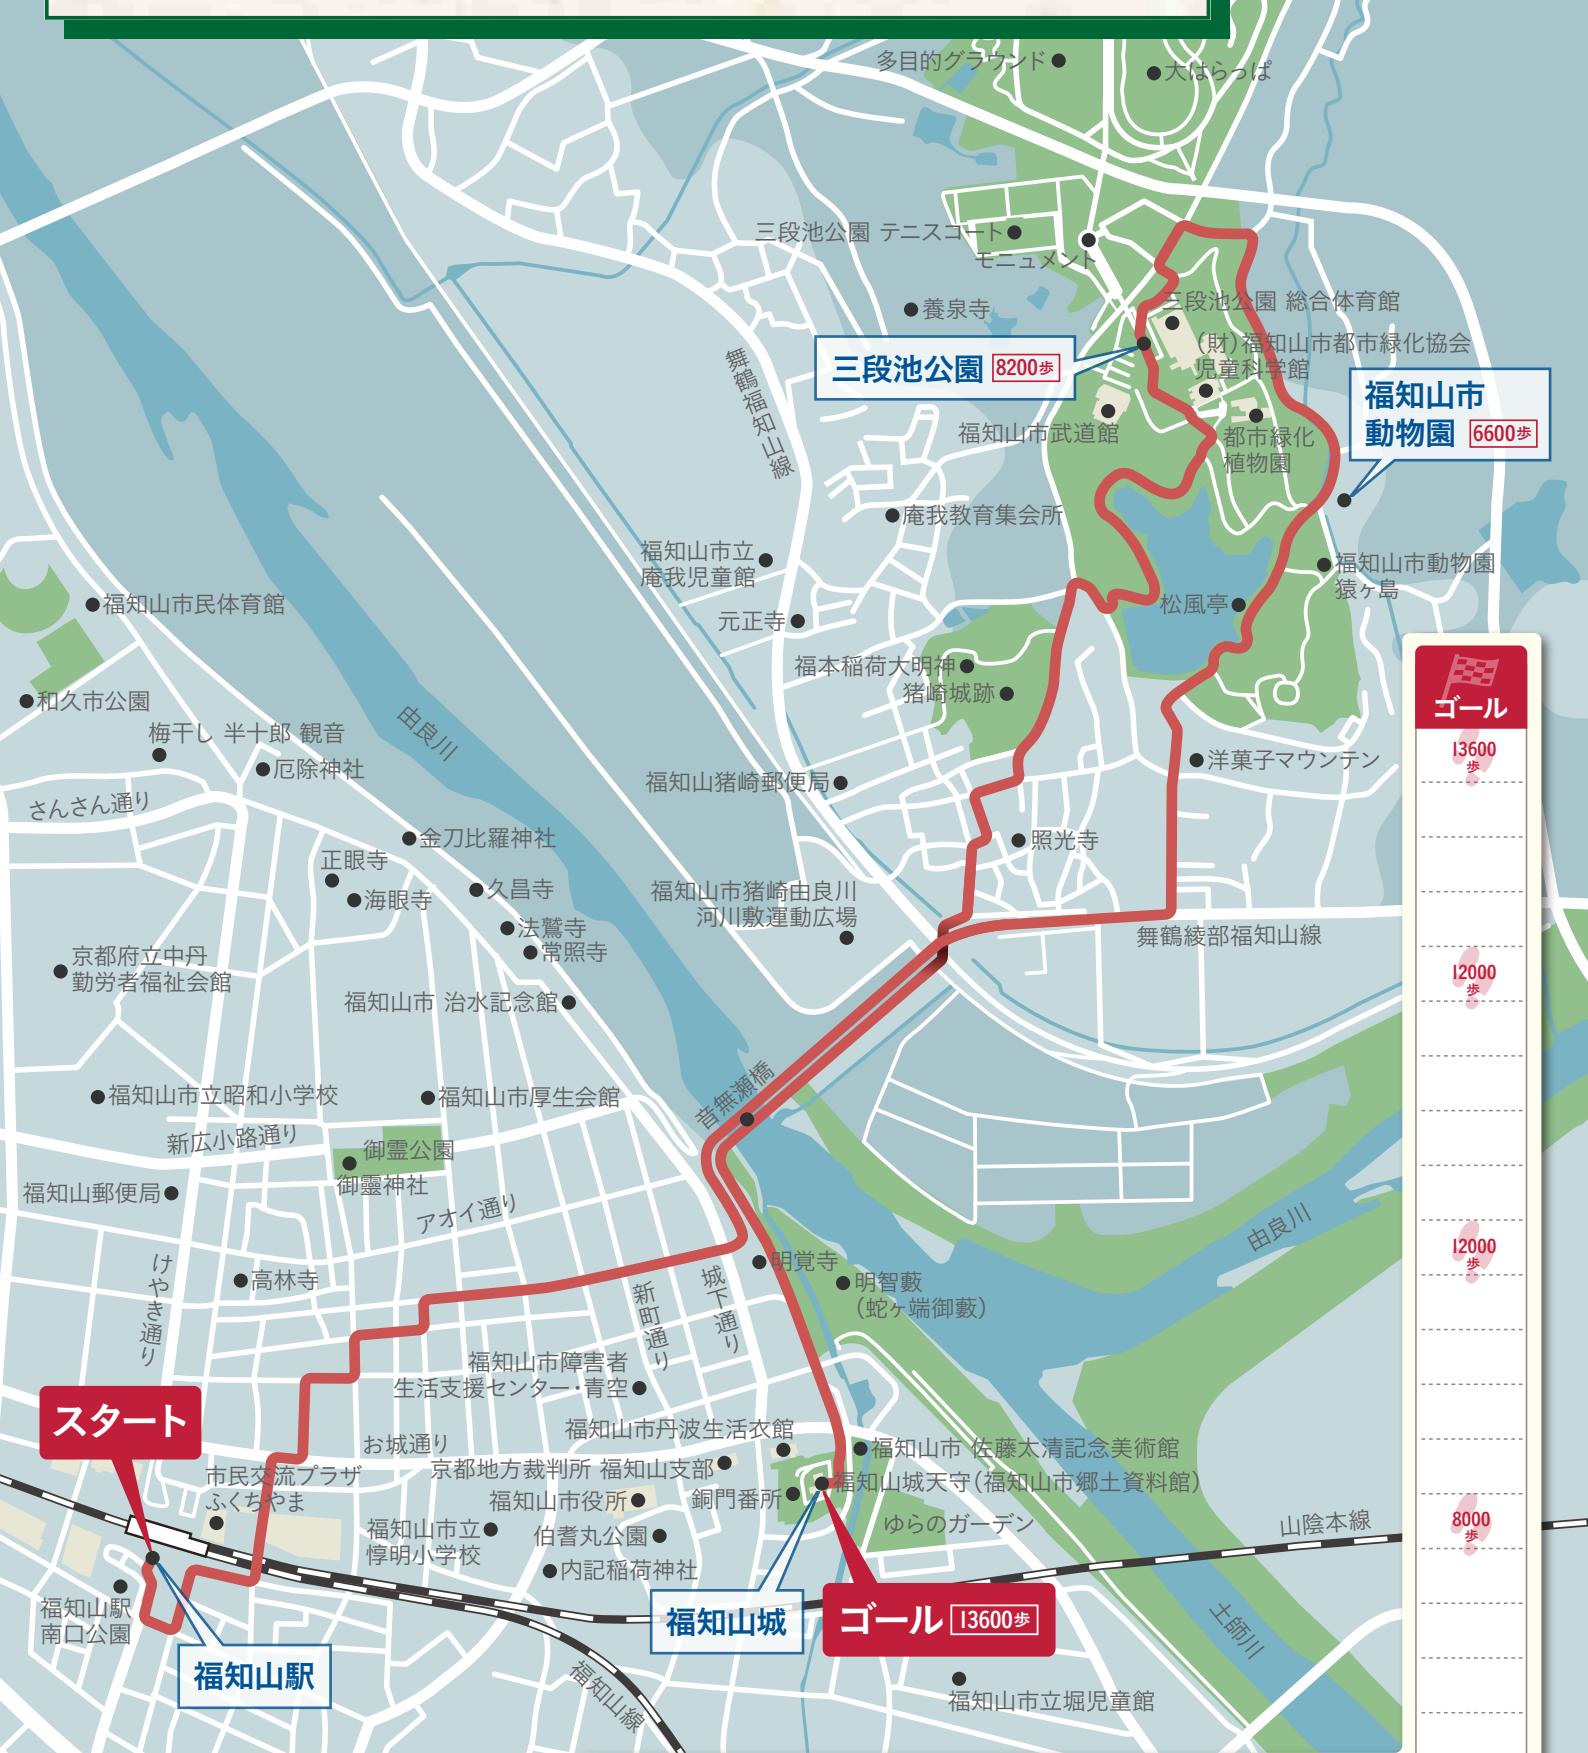 多目的グラウンド
大はらっぱ
三段池公園 テニスコート
モニュメント
養泉寺
三段池公園 総合体育館
(財)福知山市都市緑化協会
児童科学館
三段池公園 8200歩
舞鶴福知山線
福知山市
動物園 6600歩
福知山市武道館
都市緑化
植物園
庵我教育集会所
福知山市立
庵我児童館
福知山市動物園
猿ヶ島
福知山市民体育館
松風亭
元正寺
福本稲荷大明神
猪崎城跡
和久市公園
由良川
梅干し 半十郎 観音
厄除神社
洋菓子マウンテン
福知山猪崎郵便局
さんさん通り
金刀比羅神社
照光寺
正眼寺
海眼寺
久昌寺
福知山市猪崎由良川
河川敷運動広場
法鷲寺
常照寺
舞鶴綾部福知山線
京都府立中丹
勤労者福祉会館
福知山市 治水記念館
音無瀬橋
福知山市立昭和小学校
福知山市厚生会館
新広小路通り
御霊公園
御靈神社
福知山郵便局
アオイ通り
由良川
けやき通り
高林寺
明覚寺
城下通り
新町通り
明智藪
(蛇ヶ端御藪)
福知山市障害者
生活支援センター・青空
スタート
福知山市丹波生活衣館
お城通り
京都地方裁判所 福知山支部
福知山市 佐藤太清記念美術館
市民交流プラザ
ふくちやま
福知山城天守(福知山市郷土資料館)
福知山市役所
銅門番所
ゆらのガーデン
山陰本線
福知山市立
惇明小学校
伯耆丸公園
内記稲荷神社
福知山駅
南口公園
福知山城
ゴール 13600歩
土師川
福知山駅
福知山線
福知山市立堀児童館
ゴール
13600
歩
12000
歩
12000
歩
8000
歩